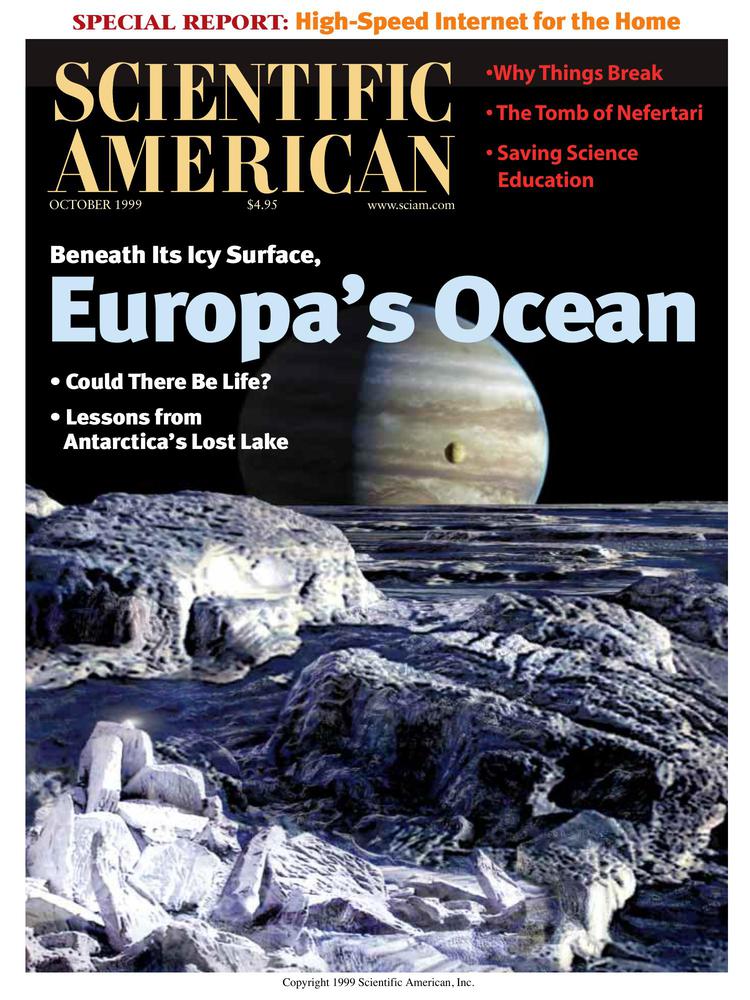 SPECIAL REPORT: High-Speed Internet for the Home
SCIENTIFIC
AMERICAN
OCTOBER 1999 $4.95 www.sciam.com
•Why Things Break
• The Tomb of Nefertari
• Saving Science
Education
Beneath Its Icy Surface,
Europa’s Ocean
• Could There Be Life?
• Lessons from
Antarctica’s Lost Lake
Copyright 1999 Scientific American, Inc.